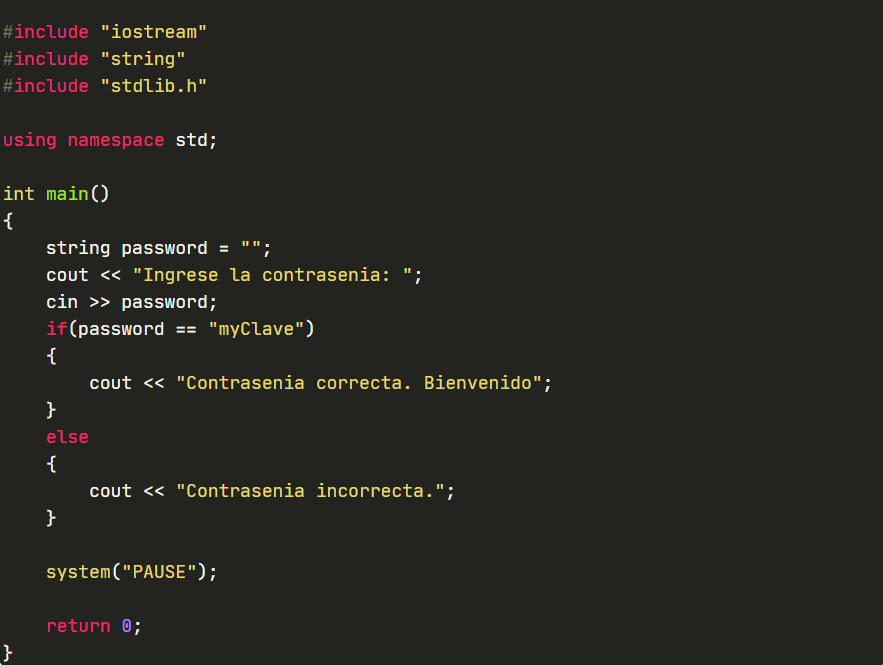 #include "iostream"
#include "string"
#include "stdlib.h"

using namespace std;

int main()
{
    string password = "";
    cout << "Ingrese la contrasenia: ";
    cin >> password;
    if(password == "myClave")
    {
        cout << "Contrasenia correcta. Bienvenido";
    }
    else
    {
        cout << "Contrasenia incorrecta.";
    }

    system("PAUSE");

    return 0;
}